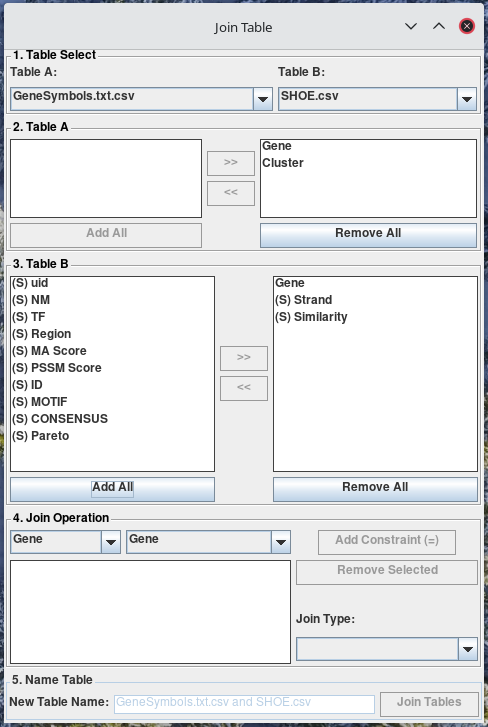 Join Table
1. Table Select
Table A:
Table B:
GeneSymbols.txt.csv
SHOE.csv
2. Table A
>>
<<
Gene
Cluster
Add All
Remove All
3. Table B
(S) uid
(S) NM
(S) TF
(S) Region
(S) MA Score
(S) PSSM Score
(S) ID
(S) MOTIF
(S) CONSENSUS
(S) Pareto
>>
<<
Gene
(S) Strand
(S) Similarity
Add All
Remove All
4. Join Operation
Gene
Gene
Add Constraint (=)
Remove Selected
Join Type:
5. Name Table
New Table Name:
GeneSymbols.txt.csv and SHOE.csv
Join Tables